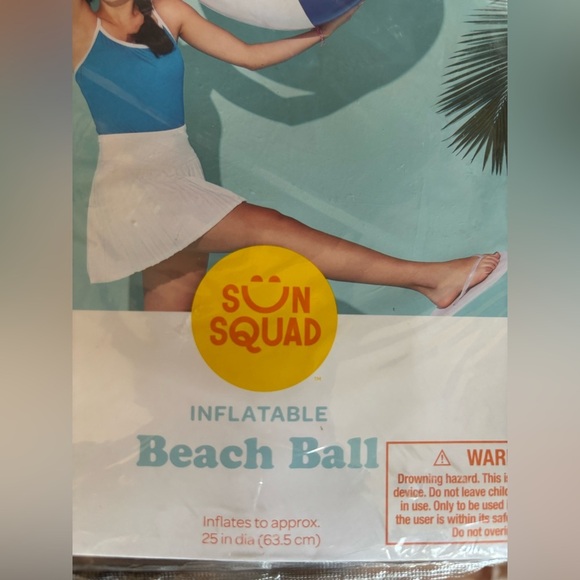 SUN
SQUAD
™
INFLATABLE
Beach Ball
Inflates to approx.
25 in dia (63.5 cm)
⚠ WAR
Drowning hazard. This i
device. Do not leave chil
in use. Only to be used
the user is within its saf
Do not over